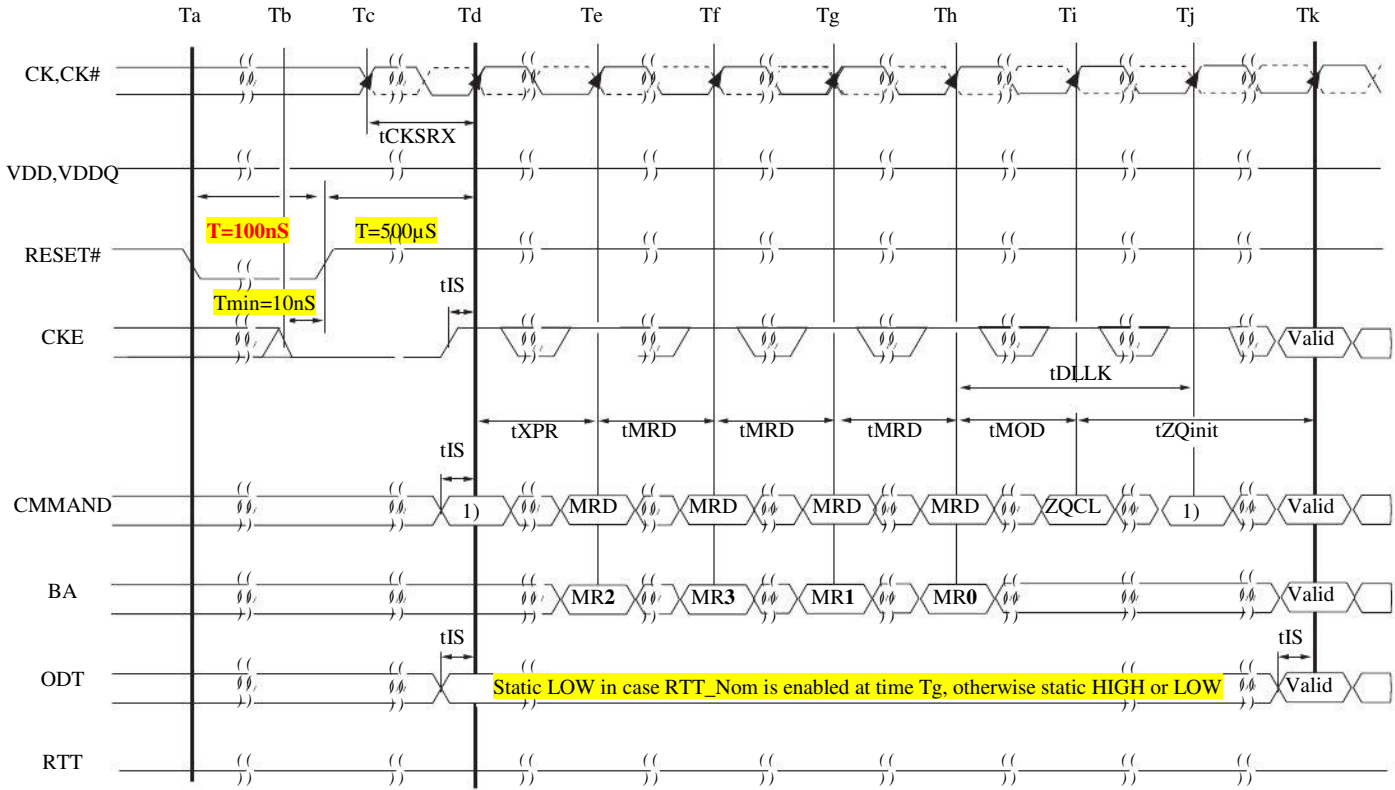 Ta Tb Tc Td Te Tf Tg Th Ti Tj Tk
CK,CK#
tCKSRX
VDD,VDDQ
T=100nS T=500µS
RESET#
Tmin=10nS tIS
CKE Valid
tDLLK
tXPR tMRD tMRD tMRD tMOD tZQinit
tIS
CMMAND 1) MRD MRD MRD MRD ZQCL 1) Valid
BA MR2 MR3 MR1 MR0 Valid
tIS tIS
ODT Static LOW in case RTT_Nom is enabled at time Tg, otherwise static HIGH or LOW Valid
RTT